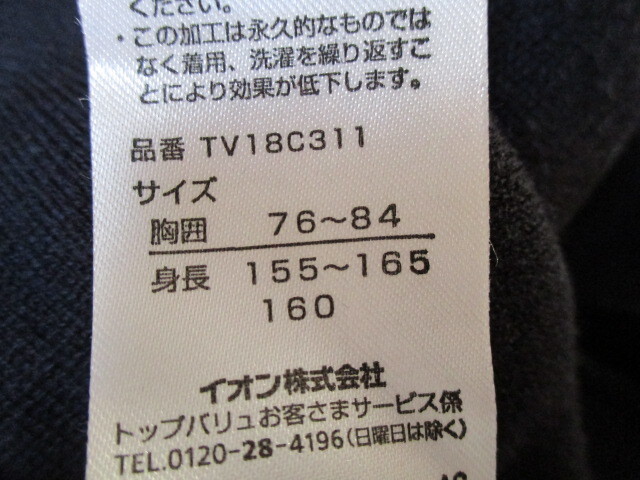 ください。
・この加工は永久的なものでは
なく着用、洗濯を繰り返すこ
とにより効果が低下します。
品番 TV18C311
サイズ
胸囲 76～84
身長 155～165
160
イオン株式会社
トップバリュお客さまサービス係
TEL.0120-28-4196(日曜日は除く)